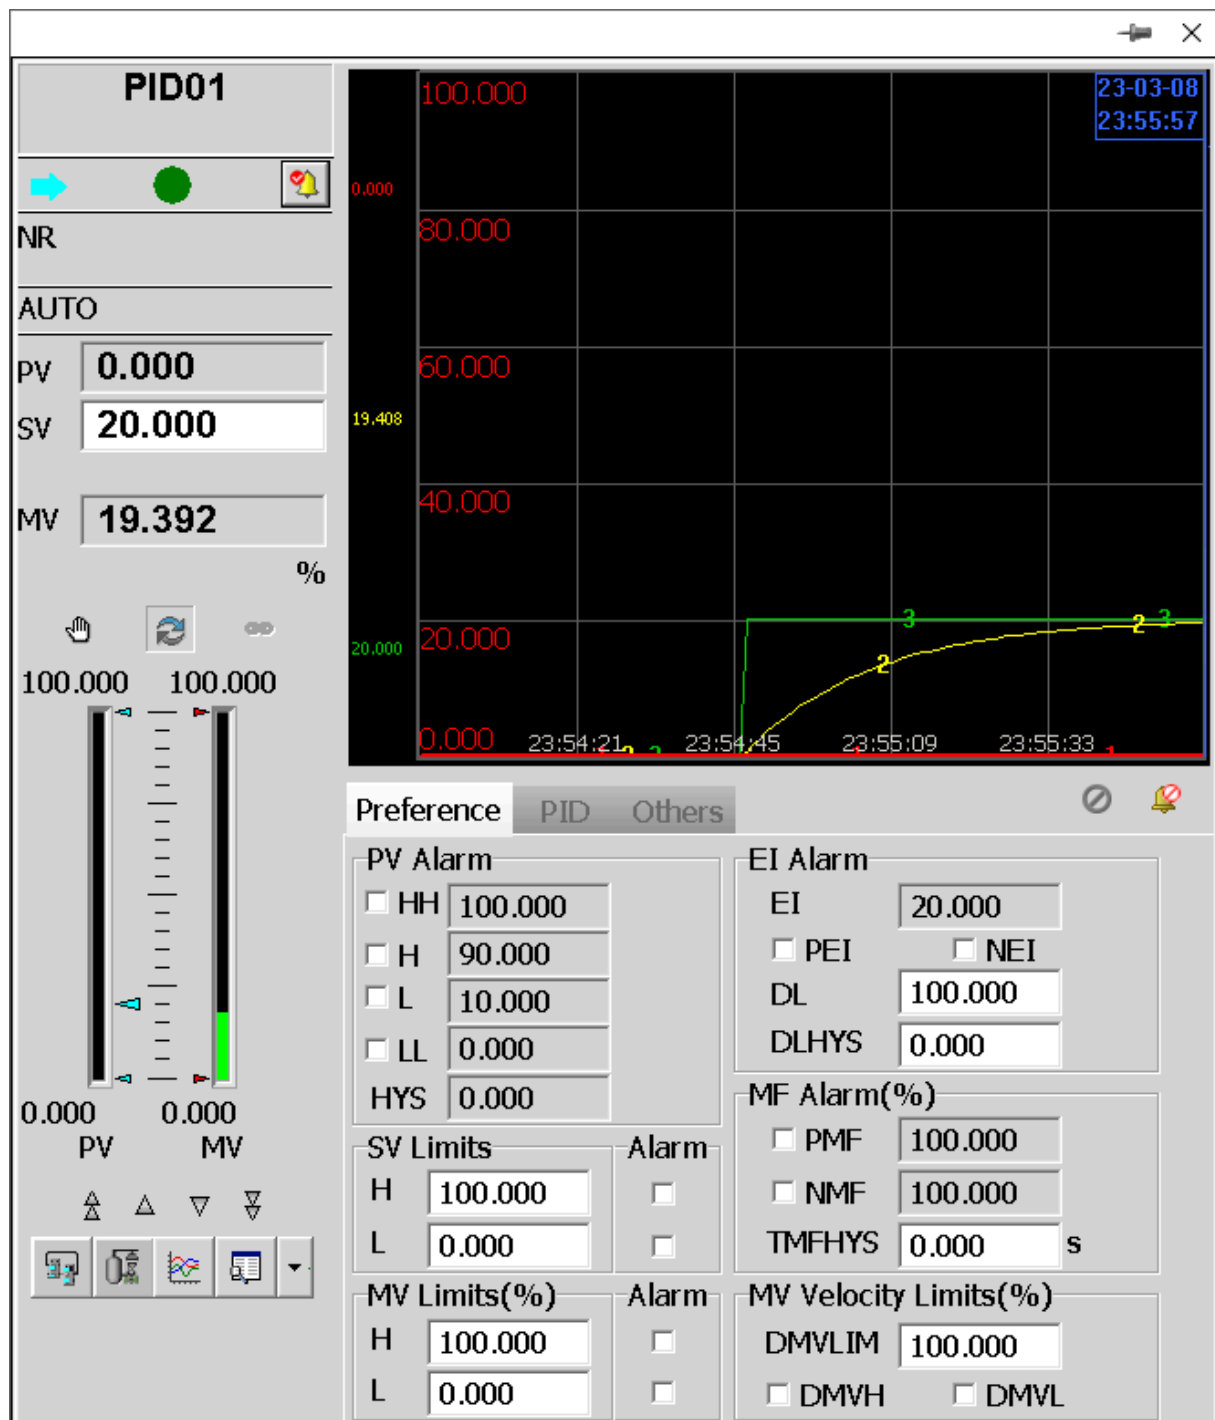 PID01
NR
AUTO
PV 0.000
SV 20.000
MV 19.392
%
100.000 100.000
0.000 0.000
PV MV
23-03-08
23:55:57
0.000
19.408
20.000
100.000
80.000
60.000
40.000
20.000
0.000
3
3
2
2
1
23:54:21 23:54:45 23:55:09 23:55:33
Preference PID Others
PV Alarm
HH 100.000
H 90.000
L 10.000
LL 0.000
HYS 0.000
SV Limits Alarm
H 100.000
L 0.000
MV Limits(%) Alarm
H 100.000
L 0.000
EI Alarm
EI 20.000
PEI NEI
DL 100.000
DLHYS 0.000
MF Alarm(%)
PMF 100.000
NMF 100.000
TMFHYS 0.000 s
MV Velocity Limits(%)
DMVLIM 100.000
DMVH DMVL